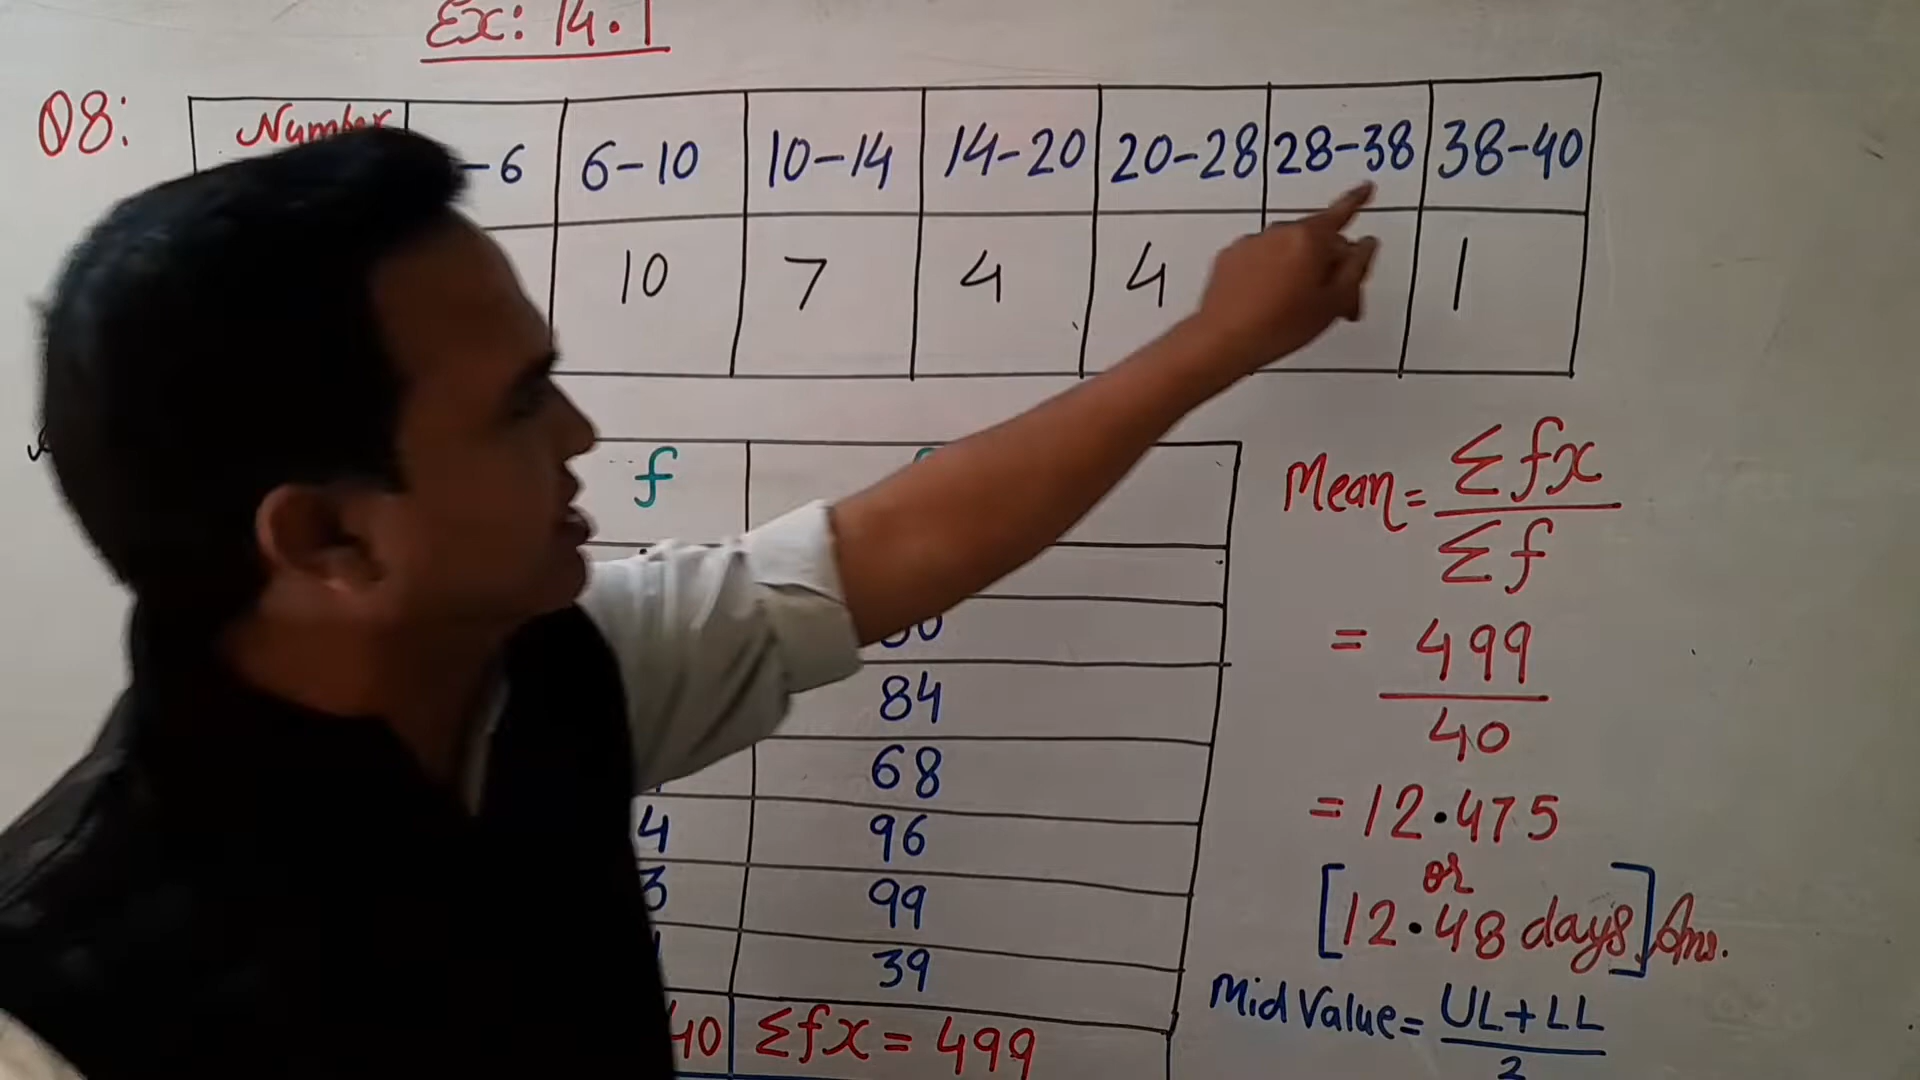 Ex: 14.1
Q8:
Number -6 6-10 10-14 14-20 20-28 28-38 38-40
10 7 4 4 1
f
Mean = Σfx
Σf
84
= 499
40
68
= 12.475
4 96
or
3 99
[12.48 days] Ans.
39
Mid Value = UL+LL
2
40 Σfx = 499